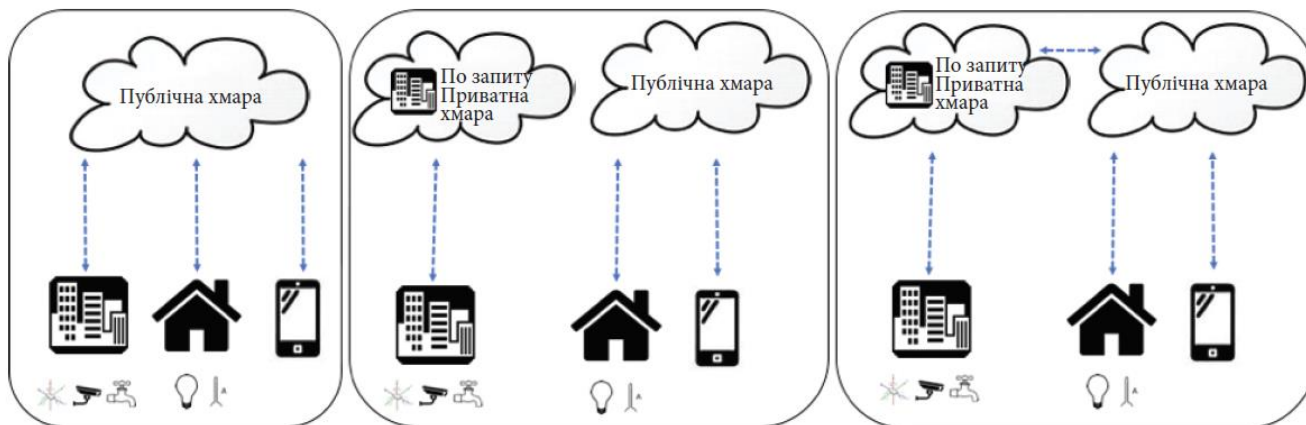 Публічна хмара
По запиту
Приватна
хмара
Публічна хмара
По запиту
Приватна
хмара
Публічна хмара